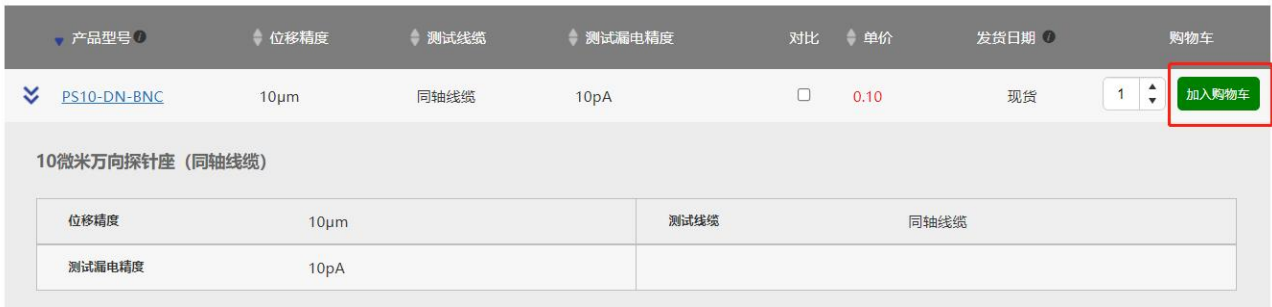 产品型号 位移精度 测试线缆 测试漏电精度 对比 单价 发货日期 购物车
PS10-DN-BNC 10μm 同轴线缆 10pA 0.10 现货 1 加入购物车
10微米万向探针座（同轴线缆）
位移精度 10μm 测试线缆 同轴线缆
测试漏电精度 10pA